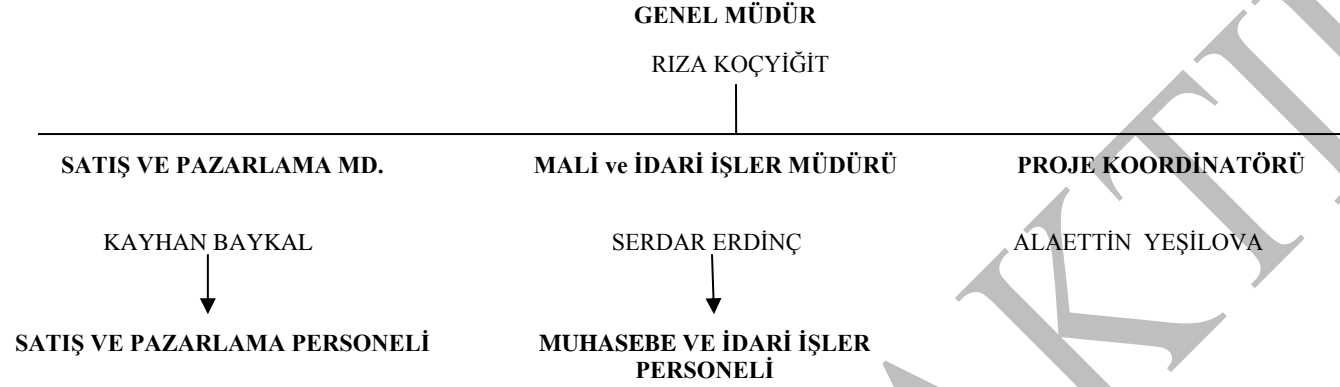 GENEL MÜDÜR
RIZA KOÇYİĞİT
SATIŞ VE PAZARLAMA MD.
MALİ ve İDARİ İŞLER MÜDÜRÜ
PROJE KOORDİNATÖRÜ
KAYHAN BAYKAL
SERDAR ERDİNÇ
ALAETTİN YEŞİLOVA
SATIŞ VE PAZARLAMA PERSONELİ
MUHASEBE VE İDARİ İŞLER
PERSONELİ